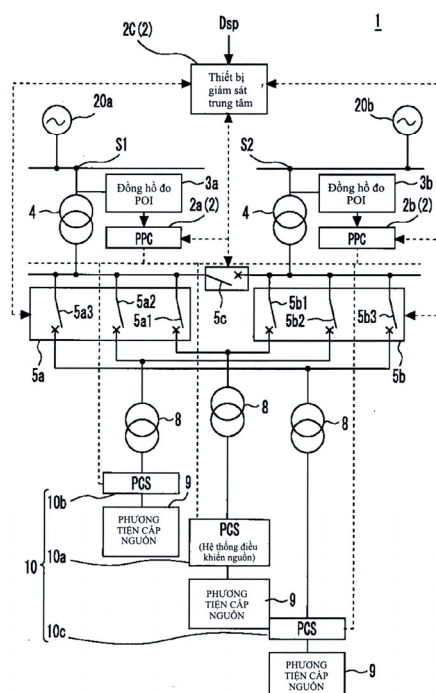 2C(2)
Dsp
1
Thiết bị
giám sát
trung tâm
20a
20b
S1
S2
Đồng hồ đo
POI
3a
Đồng hồ đo
POI
3b
4
2a(2)
4
2b(2)
PPC
PPC
5a3
5a2
5a1
5c
5b1
5b2
5b3
5a
5b
8
8
8
PCS
10b
9
PHƯƠNG
TIỆN CẤP
NGUỒN
10
10a
PCS
(Hệ thống điều
khiển nguồn)
PHƯƠNG
TIỆN CẤP
NGUỒN
9
10c
PCS
PHƯƠNG
TIỆN CẤP
NGUỒN
9